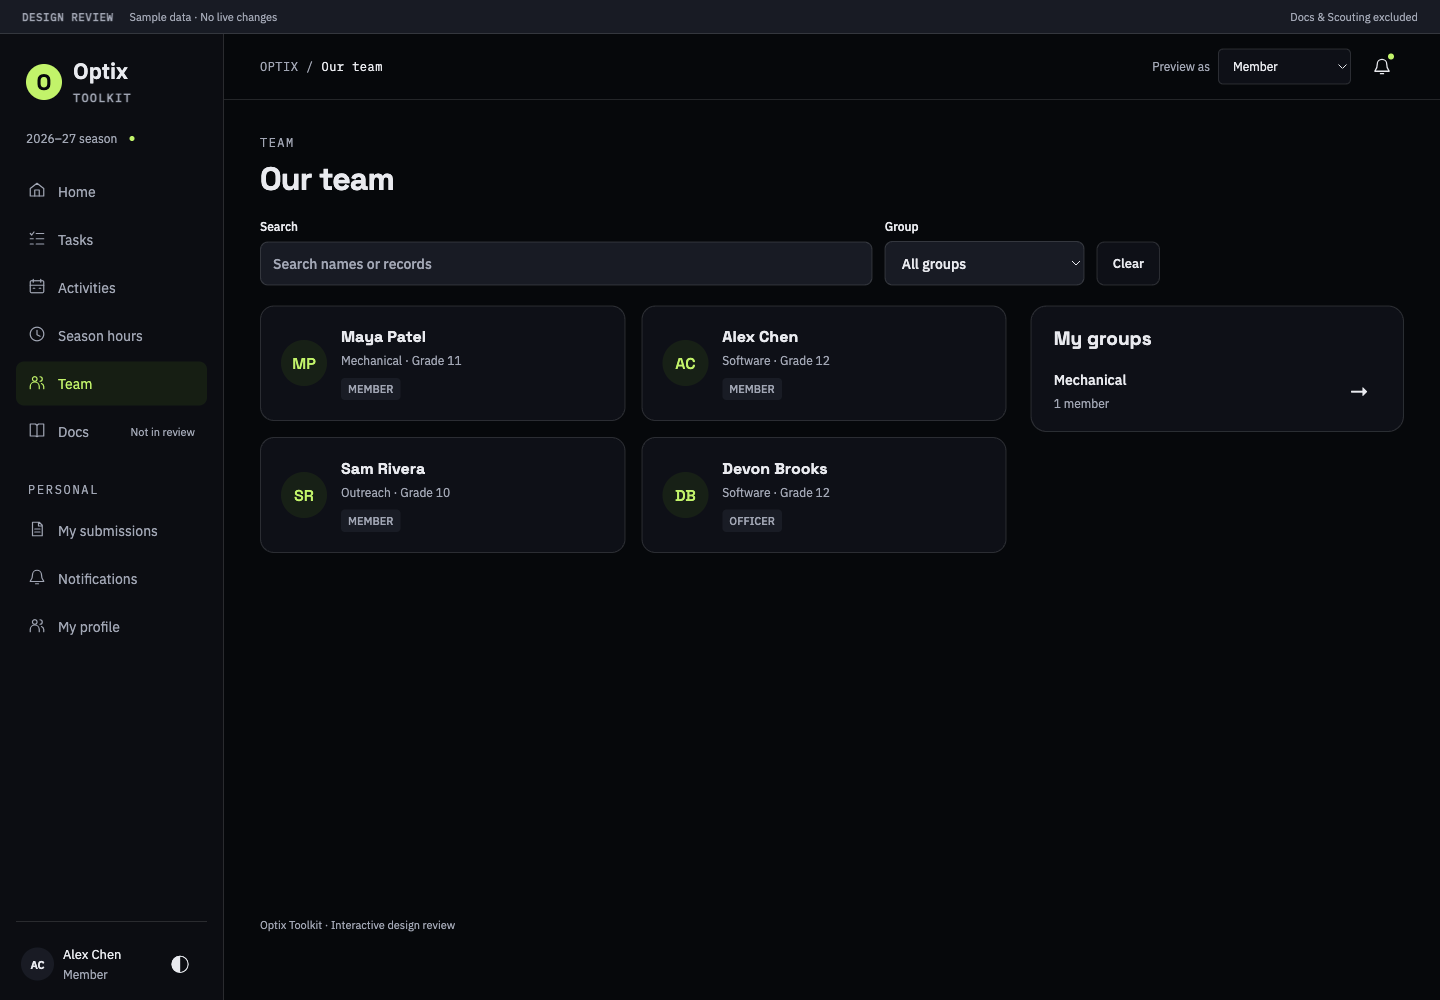 DESIGN REVIEW Sample data · No live changes Docs & Scouting excluded
O Optix
TOOLKIT
2026–27 season
Home
Tasks
Activities
Season hours
Team
Docs Not in review
PERSONAL
My submissions
Notifications
My profile
AC Alex Chen
Member
OPTIX / Our team Preview as Member
TEAM
Our team
Search Group
Search names or records All groups Clear
MP Maya Patel
Mechanical · Grade 11
MEMBER
AC Alex Chen
Software · Grade 12
MEMBER
SR Sam Rivera
Outreach · Grade 10
MEMBER
DB Devon Brooks
Software · Grade 12
OFFICER
My groups
Mechanical →
1 member
Optix Toolkit · Interactive design review